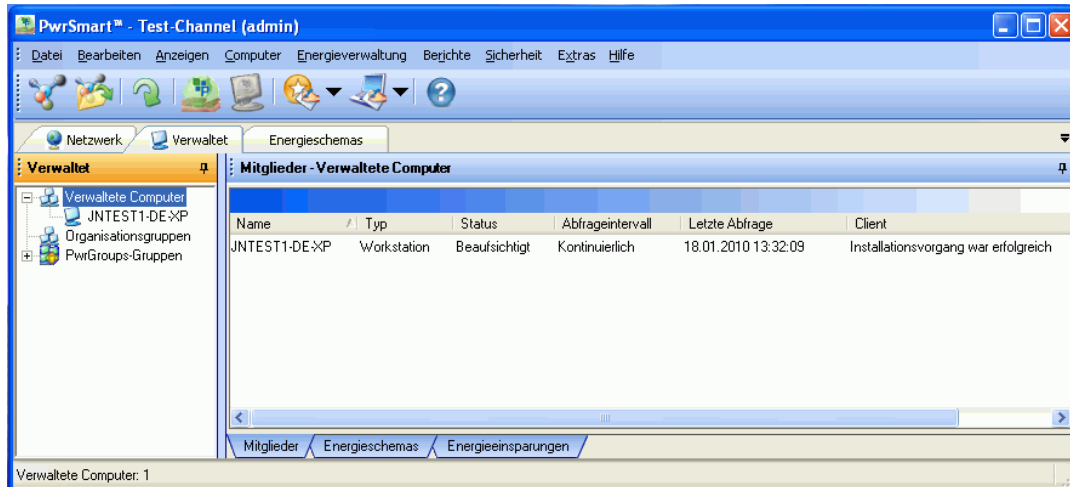 PwrSmart™ - Test-Channel (admin)
Datei Bearbeiten Anzeigen Computer Energieverwaltung Berichte Sicherheit Extras Hilfe
Netzwerk Verwaltet Energieschemas
Verwaltet
Verwaltete Computer
JNTEST1-DE-XP
Organisationsgruppen
PwrGroups-Gruppen
Mitglieder - Verwaltete Computer
Name Typ Status Abfrageintervall Letzte Abfrage Client
JNTEST1-DE-XP Workstation Beaufsichtigt Kontinuierlich 18.01.2010 13:32:09 Installationsvorgang war erfolgreich
Mitglieder Energieschemas Energieeinsparungen
Verwaltete Computer: 1